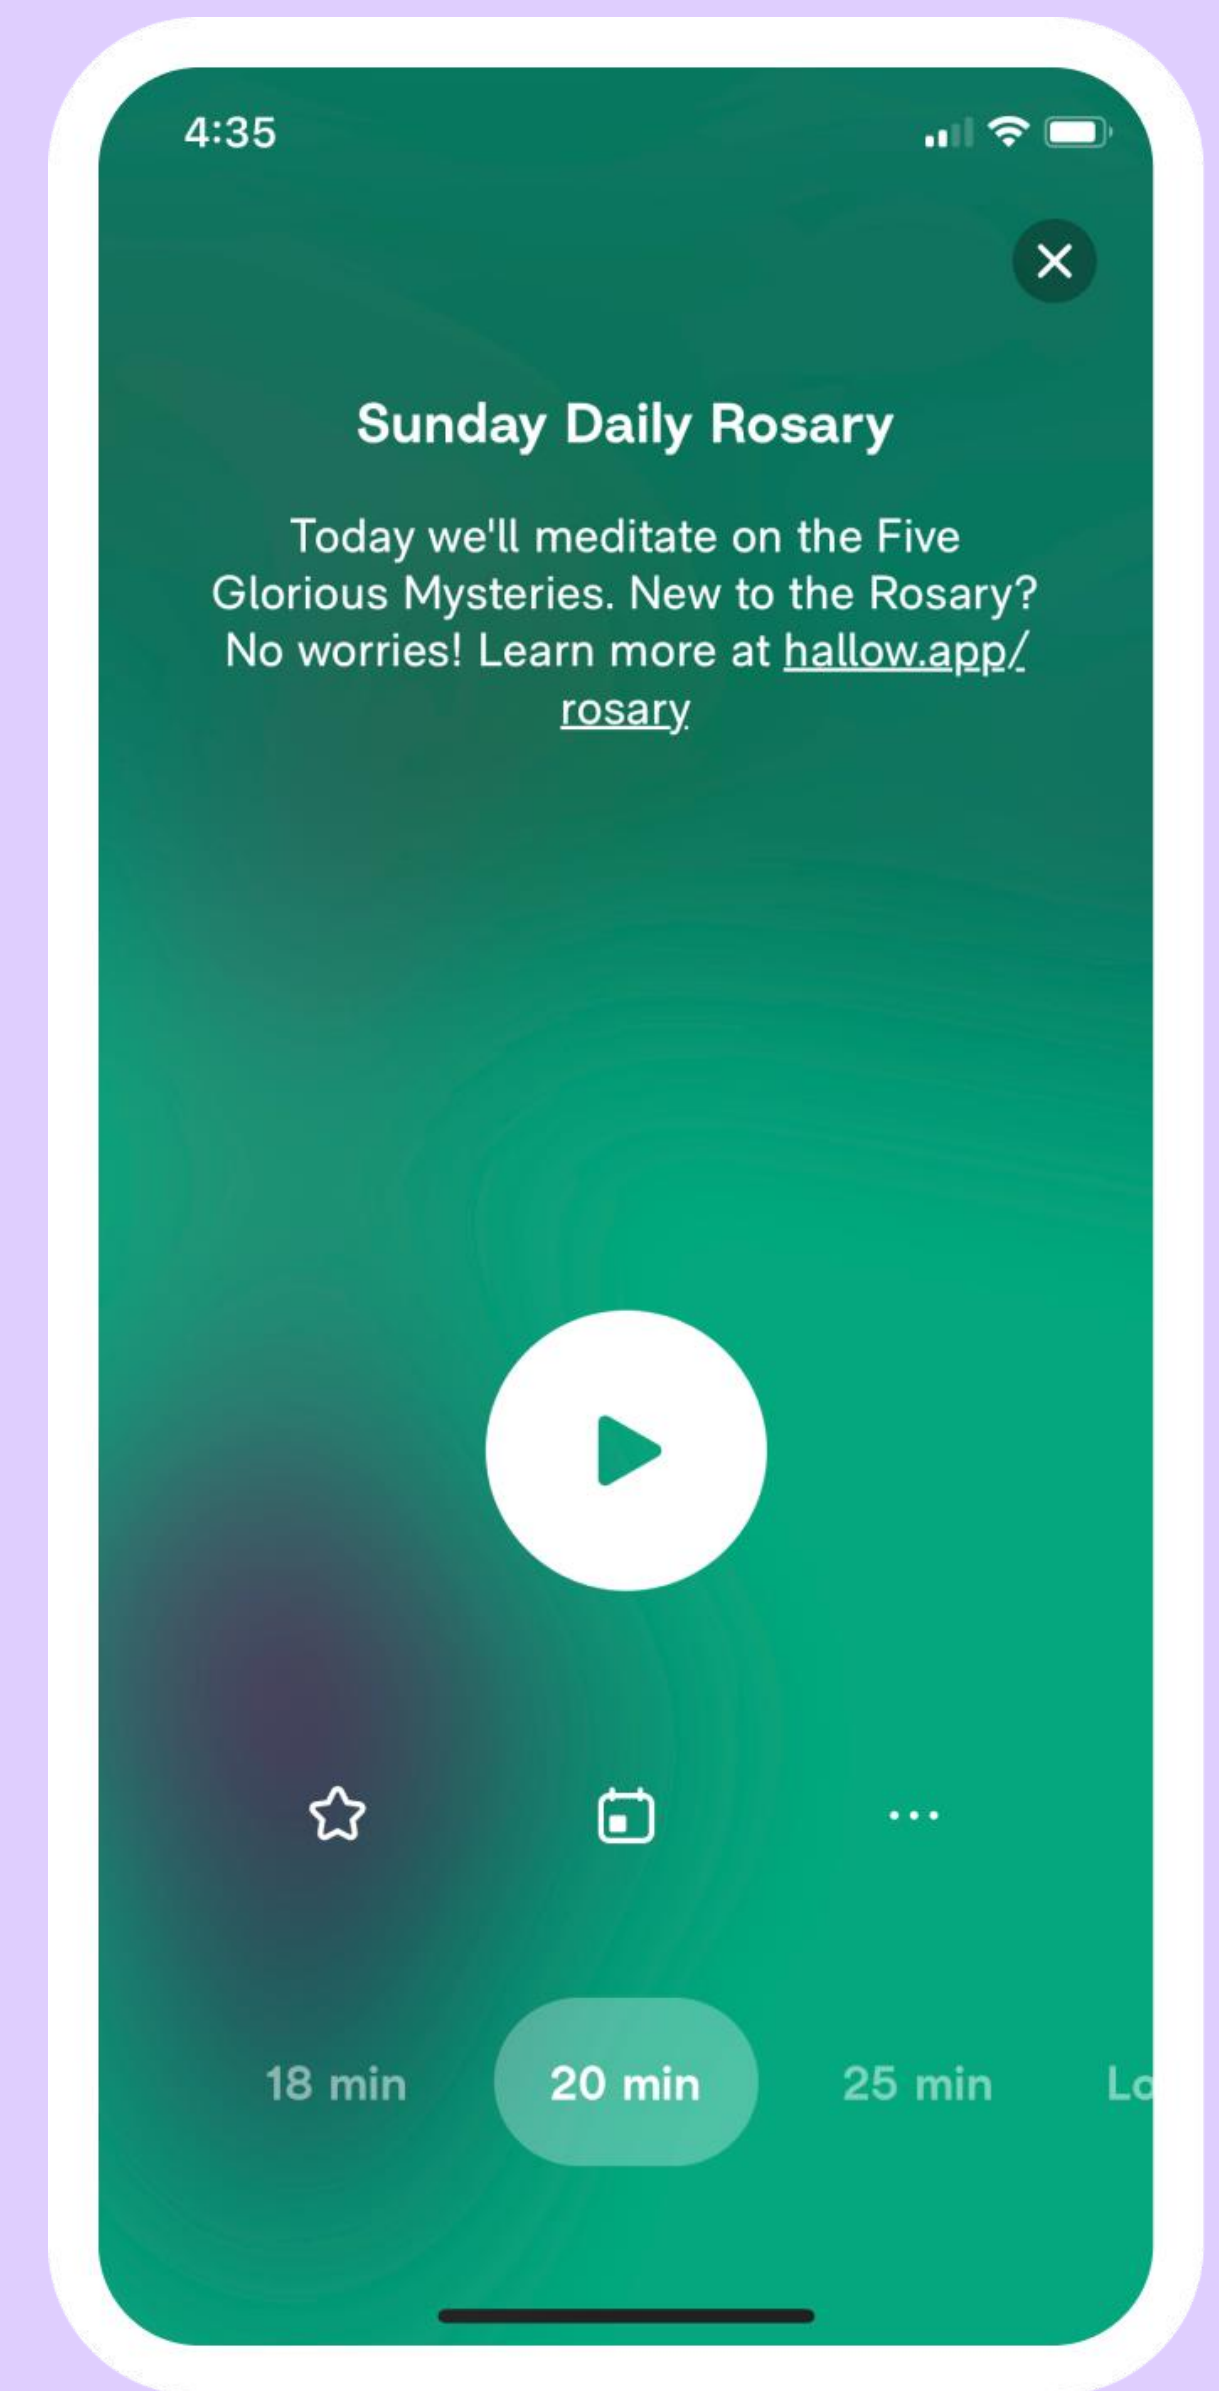 4:35
Sunday Daily Rosary
Today we'll meditate on the Five
Glorious Mysteries. New to the Rosary?
No worries! Learn more at hallow.app/
rosary
18 min 20 min 25 min